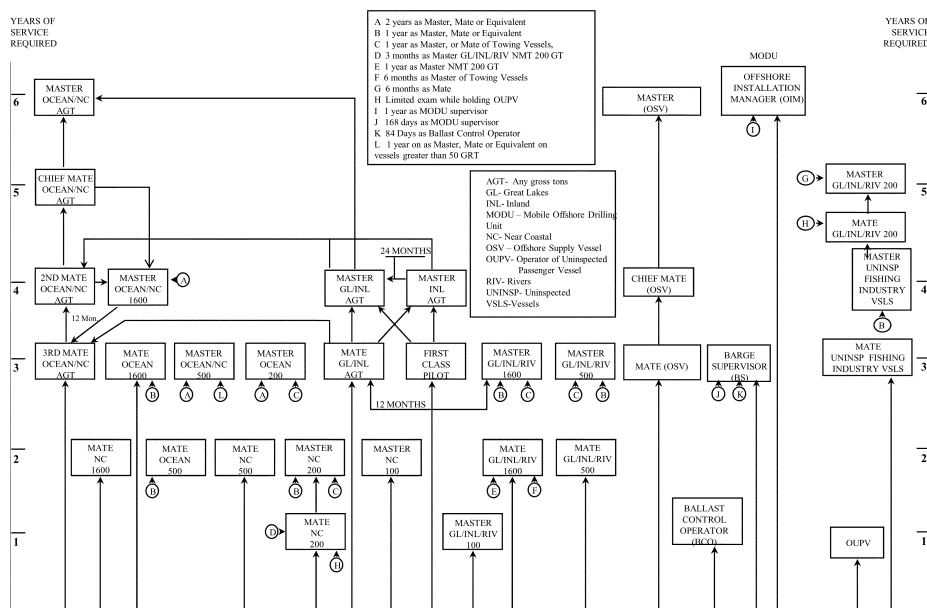 YEARS OF
SERVICE
REQUIRED
A 2 years as Master, Mate or Equivalent
B 1 year as Master, Mate or Equivalent
C 1 year as Master, or Mate of Towing Vessels,
D 3 months as Master GL/INL/RIV NMT 200 GT
E 1 year as Master NMT 200 GT
F 6 months as Master of Towing Vessels
G 6 months as Mate
H Limited exam while holding OUPV
I 1 year as MODU supervisor
J 168 days as MODU supervisor
K 84 Days as Ballast Control Operator
L 1 year on as Master, Mate or Equivalent on
vessels greater than 50 GRT
YEARS OF
SERVICE
REQUIRED
MODU
6
MASTER
OCEAN/NC
AGT
MASTER
(OSV)
OFFSHORE
INSTALLATION
MANAGER (OIM)
I
6
AGT- Any gross tons
GL- Great Lakes
INL- Inland
MODU – Mobile Offshore Drilling
Unit
NC- Near Coastal
OSV – Offshore Supply Vessel
OUPV- Operator of Uninspected
Passenger Vessel
RIV- Rivers
UNINSP- Uninspected
VSLS-Vessels
5
CHIEF MATE
OCEAN/NC
AGT
G
MASTER
GL/INL/RIV 200
5
H
MATE
GL/INL/RIV 200
24 MONTHS
4
2ND MATE
OCEAN/NC
AGT
MASTER
OCEAN/NC
1600
A
MASTER
GL/INL
AGT
MASTER
INL
AGT
CHIEF MATE
(OSV)
MASTER
UNINSP
FISHING
INDUSTRY
VSLS
B
4
12 Mon.
3
3RD MATE
OCEAN/NC
AGT
MATE
OCEAN
1600
B
MASTER
OCEAN/NC
500
A
L
MASTER
OCEAN
200
A
C
MATE
GL/INL
AGT
FIRST
CLASS
PILOT
MASTER
GL/INL/RIV
1600
B
C
MASTER
GL/INL/RIV
500
C
B
MATE (OSV)
BARGE
SUPERVISOR
(BS)
J
K
MATE
UNINSP FISHING
INDUSTRY VSLS
3
12 MONTHS
2
MATE
NC
1600
MATE
OCEAN
500
B
MATE
NC
500
MASTER
NC
200
B
C
MASTER
NC
100
MATE
GL/INL/RIV
1600
E
F
MATE
GL/INL/RIV
500
2
1
D
MATE
NC
200
H
MASTER
GL/INL/RIV
100
BALLAST
CONTROL
OPERATOR
(BCO)
OUPV
1